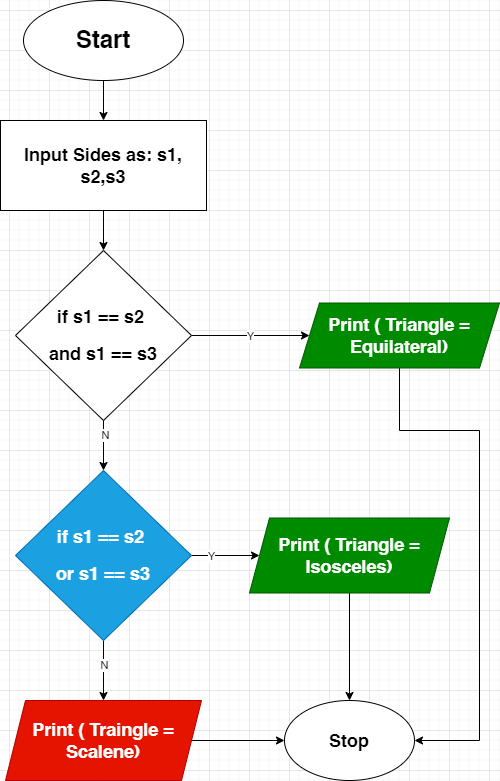 Start
Input Sides as: s1,
s2,s3
if s1 == s2
and s1 == s3
Y
Print ( Triangle =
Equilateral)
N
if s1 == s2
or s1 == s3
Y
Print ( Triangle =
Isosceles)
N
Print ( Traingle =
Scalene)
Stop